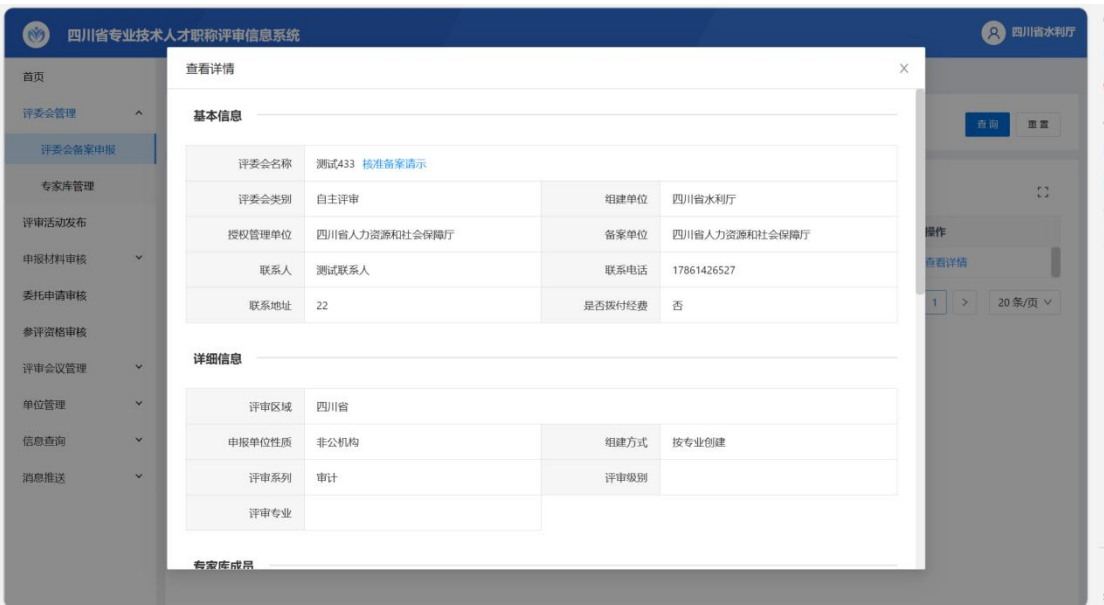 四川省专业技术人才职称评审信息系统 四川省水利厅
首页
评委会管理
评委会备案申报
专家库管理
评审活动发布
申报材料审核
委托申请审核
参评资格审核
评审会议管理
单位管理
信息查询
消息推送
查询 重置
操作
查看详情
1 > 20 条/页
查看详情
基本信息
评委会名称 测试433 核准备案请示
评委会类别 自主评审 组建单位 四川省水利厅
授权管理单位 四川省人力资源和社会保障厅 备案单位 四川省人力资源和社会保障厅
联系人 测试联系人 联系电话 17861426527
联系地址 22 是否拨付经费 否
详细信息
评审区域 四川省
申报单位性质 非公机构 组建方式 按专业创建
评审系列 审计 评审级别
评审专业
专家库成员